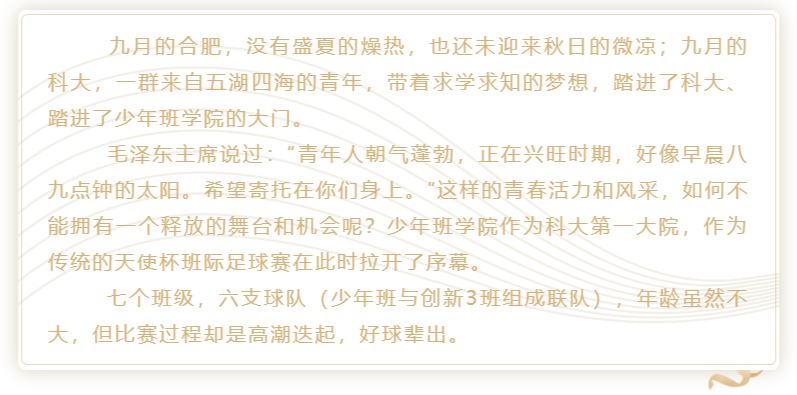 九月的合肥，没有盛夏的燥热，也还未迎来秋日的微凉；九月的
科大，一群来自五湖四海的青年，带着求学求知的梦想，踏进了科大、
踏进了少年班学院的大门。
毛泽东主席说过：“青年人朝气蓬勃，正在兴旺时期，好像早晨八
九点钟的太阳。希望寄托在你们身上。”这样的青春活力和风采，如何不
能拥有一个释放的舞台和机会呢？少年班学院作为科大第一大院，作为
传统的天使杯班际足球赛在此时拉开了序幕。
七个班级，六支球队（少年班与创新3班组成联队），年龄虽然不
大，但比赛过程却是高潮迭起，好球辈出。